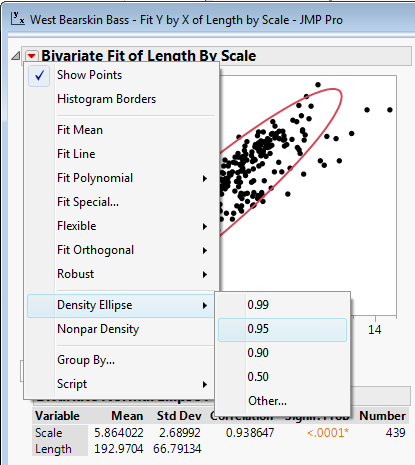 West Bearskin Bass - Fit Y by X of Length by Scale - JMP Pro
Bivariate Fit of Length By Scale
Show Points
Histogram Borders
Fit Mean
Fit Line
Fit Polynomial
Fit Special...
Flexible
Fit Orthogonal
Robust
Density Ellipse
Nonpar Density
Group By...
Script
0.99
0.95
0.90
0.50
Other...
14
Variable Mean Std Dev Correlation Signif. Prob Number
Scale 5.864022 2.68992 0.938647 <.0001* 439
Length 192.9704 66.79134